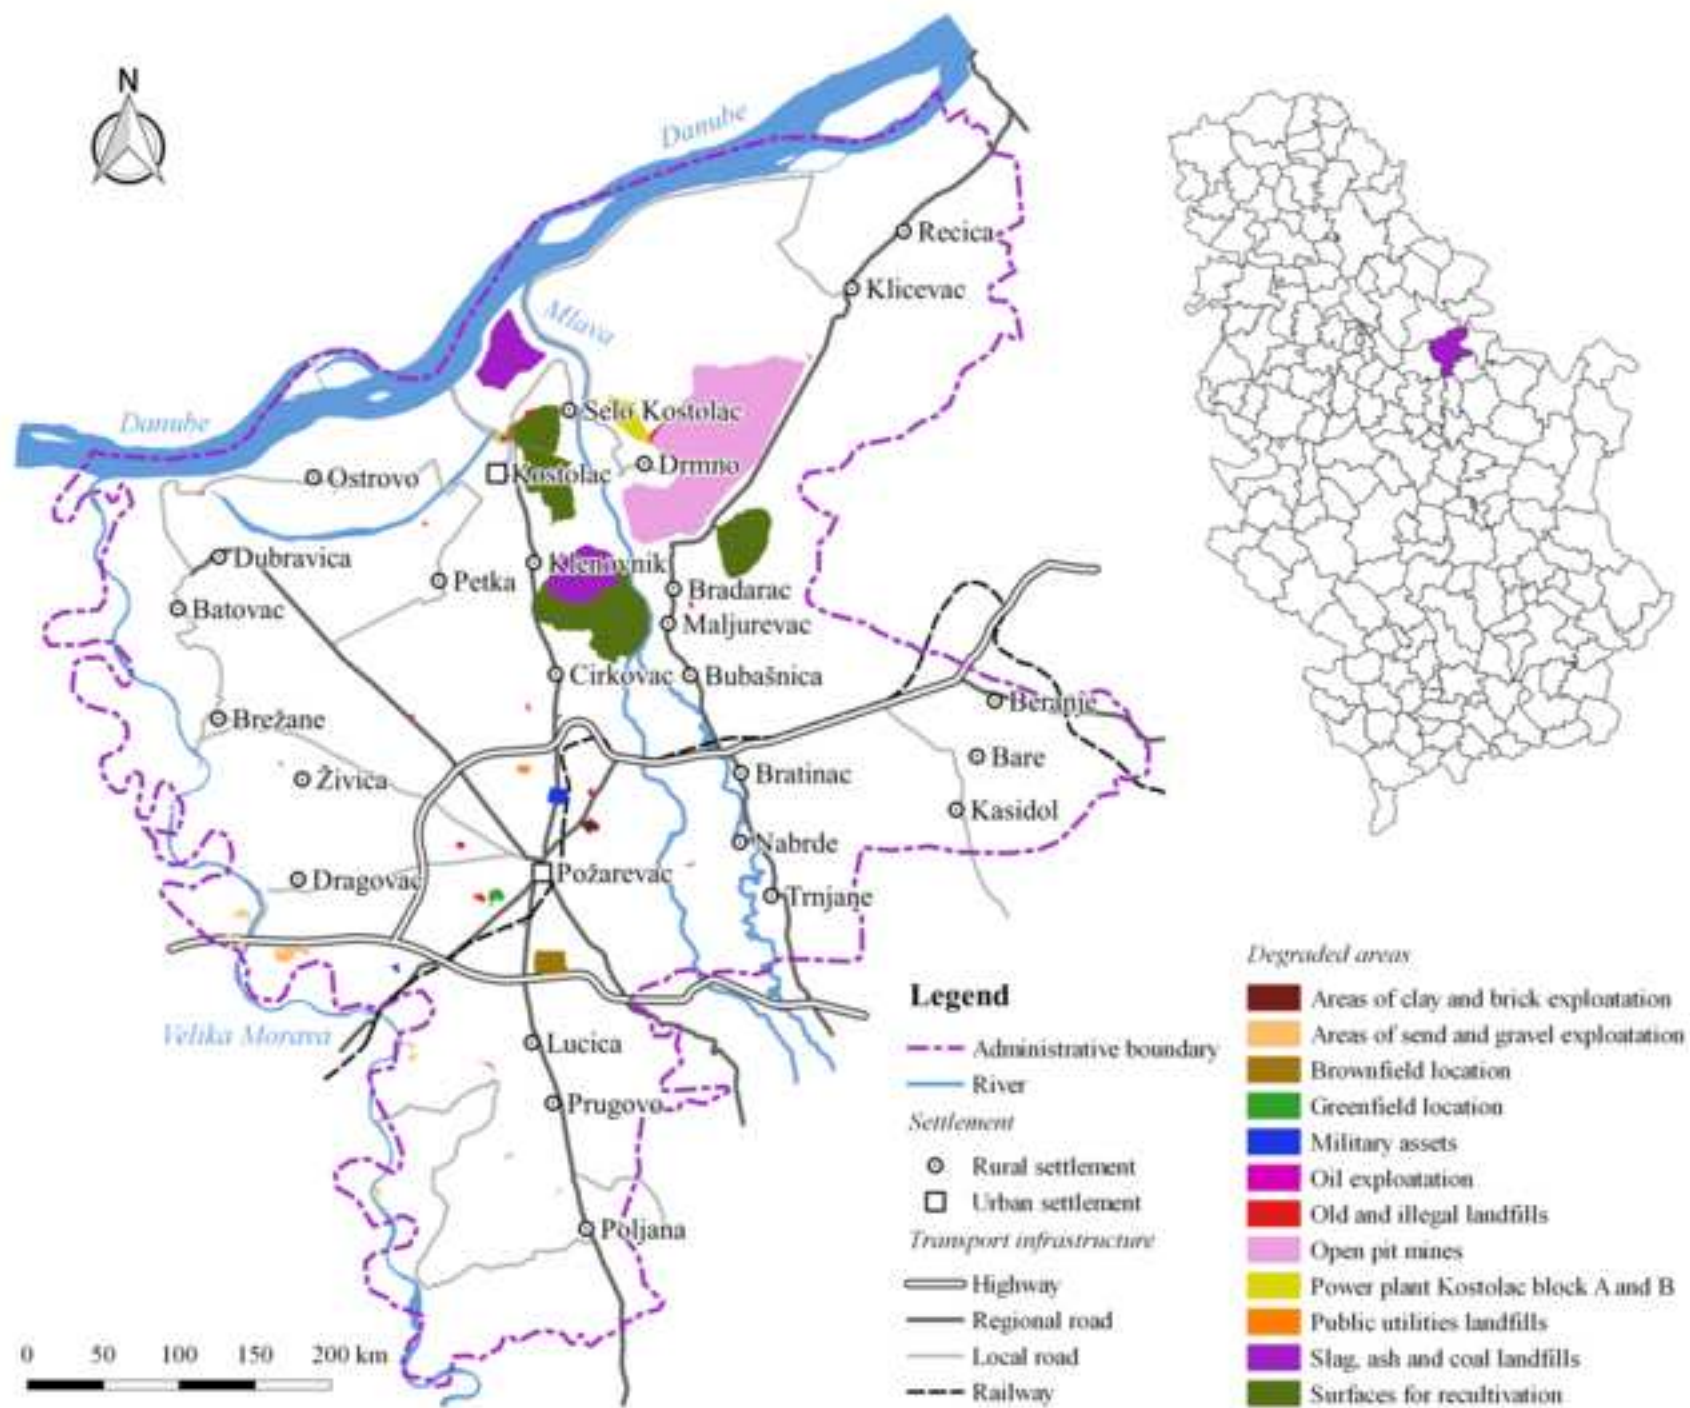 N
Danube
Recica
Klicevac
Mlava
Selo Kostolac
Danube
Drmno
Ostrovo
Kostolac
Dubravica
Klenovnik
Petka
Bradarac
Batovac
Maljurevac
Cirkovac
Bubašnica
Beranje
Brežane
Bare
Živica
Bratinac
Kasidol
Nabrde
Požarevac
Dragovac
Trnjane
Velika Morava
Lucica
Prugovo
Poljana
0 50 100 150 200 km
Legend
Administrative boundary
River
Settlement
Rural settlement
Urban settlement
Transport infrastructure
Highway
Regional road
Local road
Railway
Degraded areas
Areas of clay and brick exploatation
Areas of send and gravel exploatation
Brownfield location
Greenfield location
Military assets
Oil exploatation
Old and illegal landfills
Open pit mines
Power plant Kostolac block A and B
Public utilities landfills
Slag, ash and coal landfills
Surfaces for recultivation